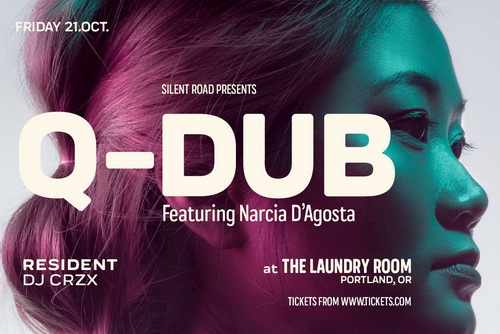 FRIDAY 21.OCT.
SILENT ROAD PRESENTS
Q-DUB
Featuring Narcia D'Agosta
RESIDENT
DJ CRZX
at THE LAUNDRY ROOM
PORTLAND, OR
TICKETS FROM WWW.TICKETS.COM